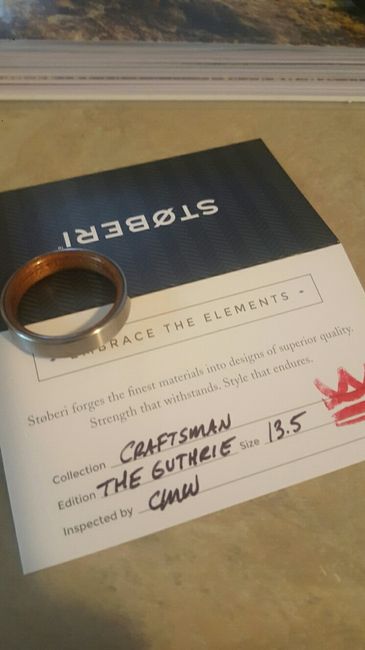 STØBERI
EMBRACE THE ELEMENTS
Støberi forges the finest materials into designs of superior quality.
Strength that withstands. Style that endures.
Collection CRAFTSMAN
Edition THE GUTHRIE Size 13.5
Inspected by CMW